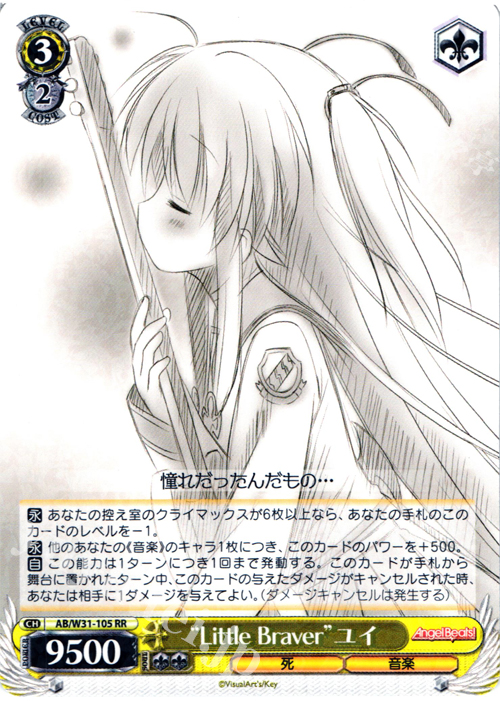 LEVEL
3
2
COST
憧れだったんだもの…
永 あなたの控え室のクライマックスが6枚以上なら、あなたの手札のこの
カードのレベルを－1。
永 他のあなたの《音楽》のキャラ1枚につき、このカードのパワーを＋500。
自 この能力は1ターンにつき1回まで発動する。このカードが手札から
舞台に置かれたターン中、このカードの与えたダメージがキャンセルされた時、
あなたは相手に1ダメージを与えてよい。（ダメージキャンセルは発生する）
CH AB/W31-105 RR
"Little Braver"ユイ
Angel Beats!
POWER
9500
SOUL
死
音楽
©VisualArt's/Key